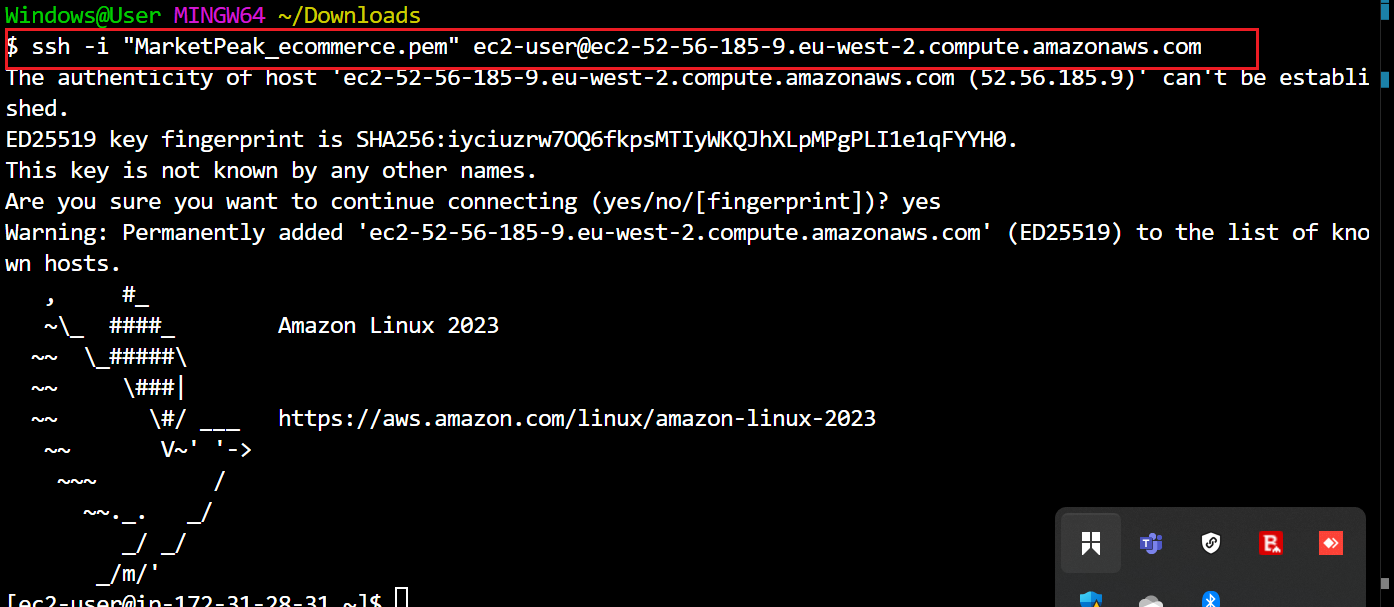 Windows@User MINGW64 ~/Downloads
$ ssh -i "MarketPeak_ecommerce.pem" ec2-user@ec2-52-56-185-9.eu-west-2.compute.amazonaws.com
The authenticity of host 'ec2-52-56-185-9.eu-west-2.compute.amazonaws.com (52.56.185.9)' can't be establi
shed.
ED25519 key fingerprint is SHA256:iyciuzrw7OQ6fkpsMTIyWKQJhXLpMPgPLI1e1qFYYH0.
This key is not known by any other names.
Are you sure you want to continue connecting (yes/no/[fingerprint])? yes
Warning: Permanently added 'ec2-52-56-185-9.eu-west-2.compute.amazonaws.com' (ED25519) to the list of kno
wn hosts.
   ,     #_
   ~\_  ####_        Amazon Linux 2023
  ~~  \_#####\
  ~~     \###|
  ~~       \#/ ___   https://aws.amazon.com/linux/amazon-linux-2023
   ~~       V~' '->
    ~~~         /
      ~~._.   _/
         _/ _/
       _/m/'
[ec2-user@ip-172-31-28-31 ~]$